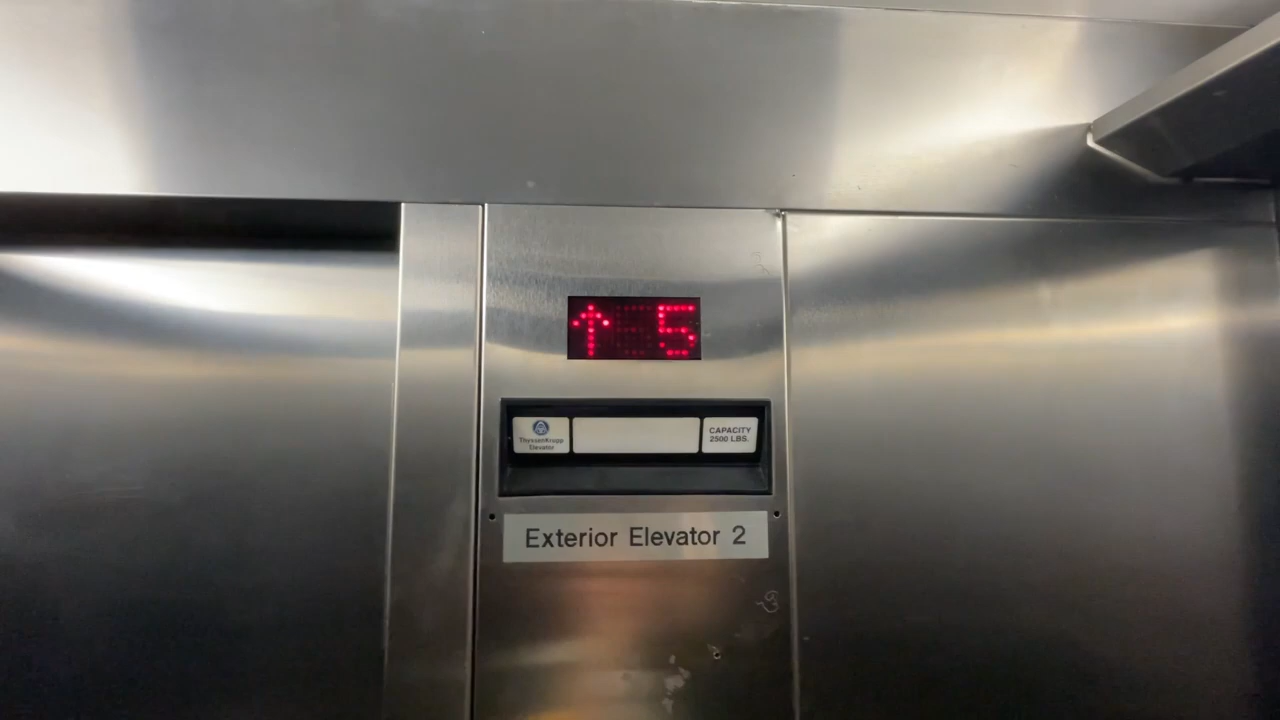 ↑ 5
ThyssenKrupp
Elevator
CAPACITY
2500 LBS.
Exterior Elevator 2